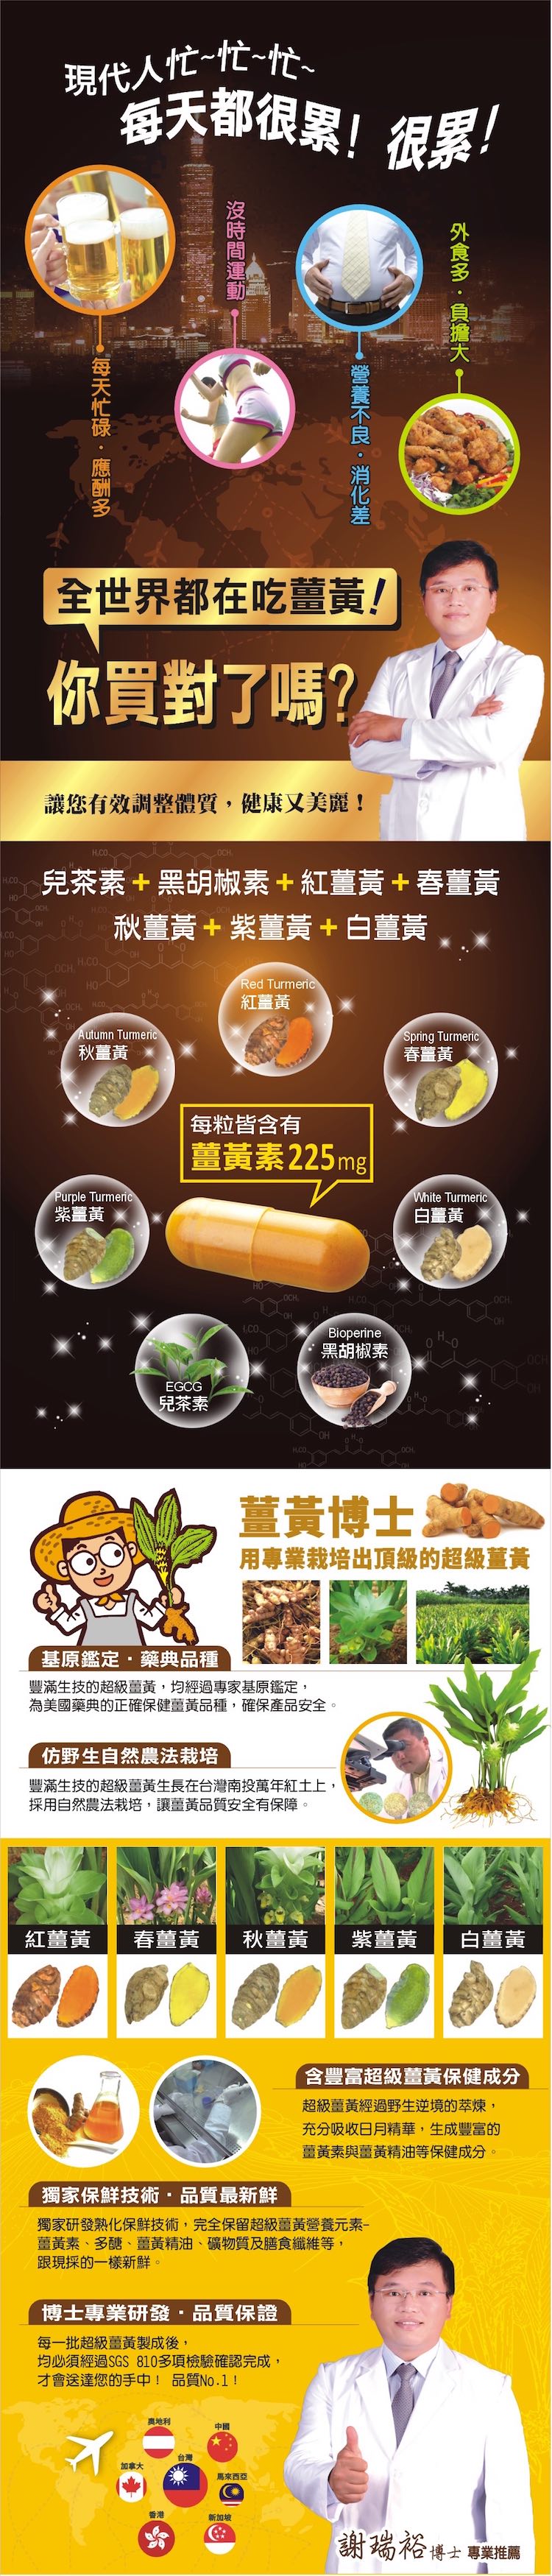 現代人忙~忙~忙~
每天都很累！很累！
每天忙碌．應酬多
沒時間運動
營養不良．消化差
外食多．負擔大
全世界都在吃薑黃！
你買對了嗎？
讓您有效調整體質，健康又美麗！
兒茶素＋黑胡椒素＋紅薑黃＋春薑黃
秋薑黃＋紫薑黃＋白薑黃
Red Turmeric
紅薑黃
Autumn Turmeric
秋薑黃
Spring Turmeric
春薑黃
每粒皆含有
薑黃素225mg
Purple Turmeric
紫薑黃
White Turmeric
白薑黃
EGCG
兒茶素
Bioperine
黑胡椒素
薑黃博士
用專業栽培出頂級的超級薑黃
基原鑑定．藥典品種
豐滿生技的超級薑黃，均經過專家基原鑑定，
為美國藥典的正確保健薑黃品種，確保產品安全。
仿野生自然農法栽培
豐滿生技的超級薑黃生長在台灣南投萬年紅土上，
採用自然農法栽培，讓薑黃品質安全有保障。
紅薑黃
春薑黃
秋薑黃
紫薑黃
白薑黃
含豐富超級薑黃保健成分
超級薑黃經過野生逆境的萃煉，
充分吸收日月精華，生成豐富的
薑黃素與薑黃精油等保健成分。
獨家保鮮技術．品質最新鮮
獨家研發熟化保鮮技術，完全保留超級薑黃營養元素-
薑黃素、多醣、薑黃精油、礦物質及膳食纖維等，
跟現採的一樣新鮮。
博士專業研發．品質保證
每一批超級薑黃製成後，
均必須經過SGS 810多項檢驗確認完成，
才會送達您的手中！ 品質No.1！
奧地利
中國
加拿大
台灣
馬來西亞
香港
新加坡
謝瑞裕 博士 專業推薦